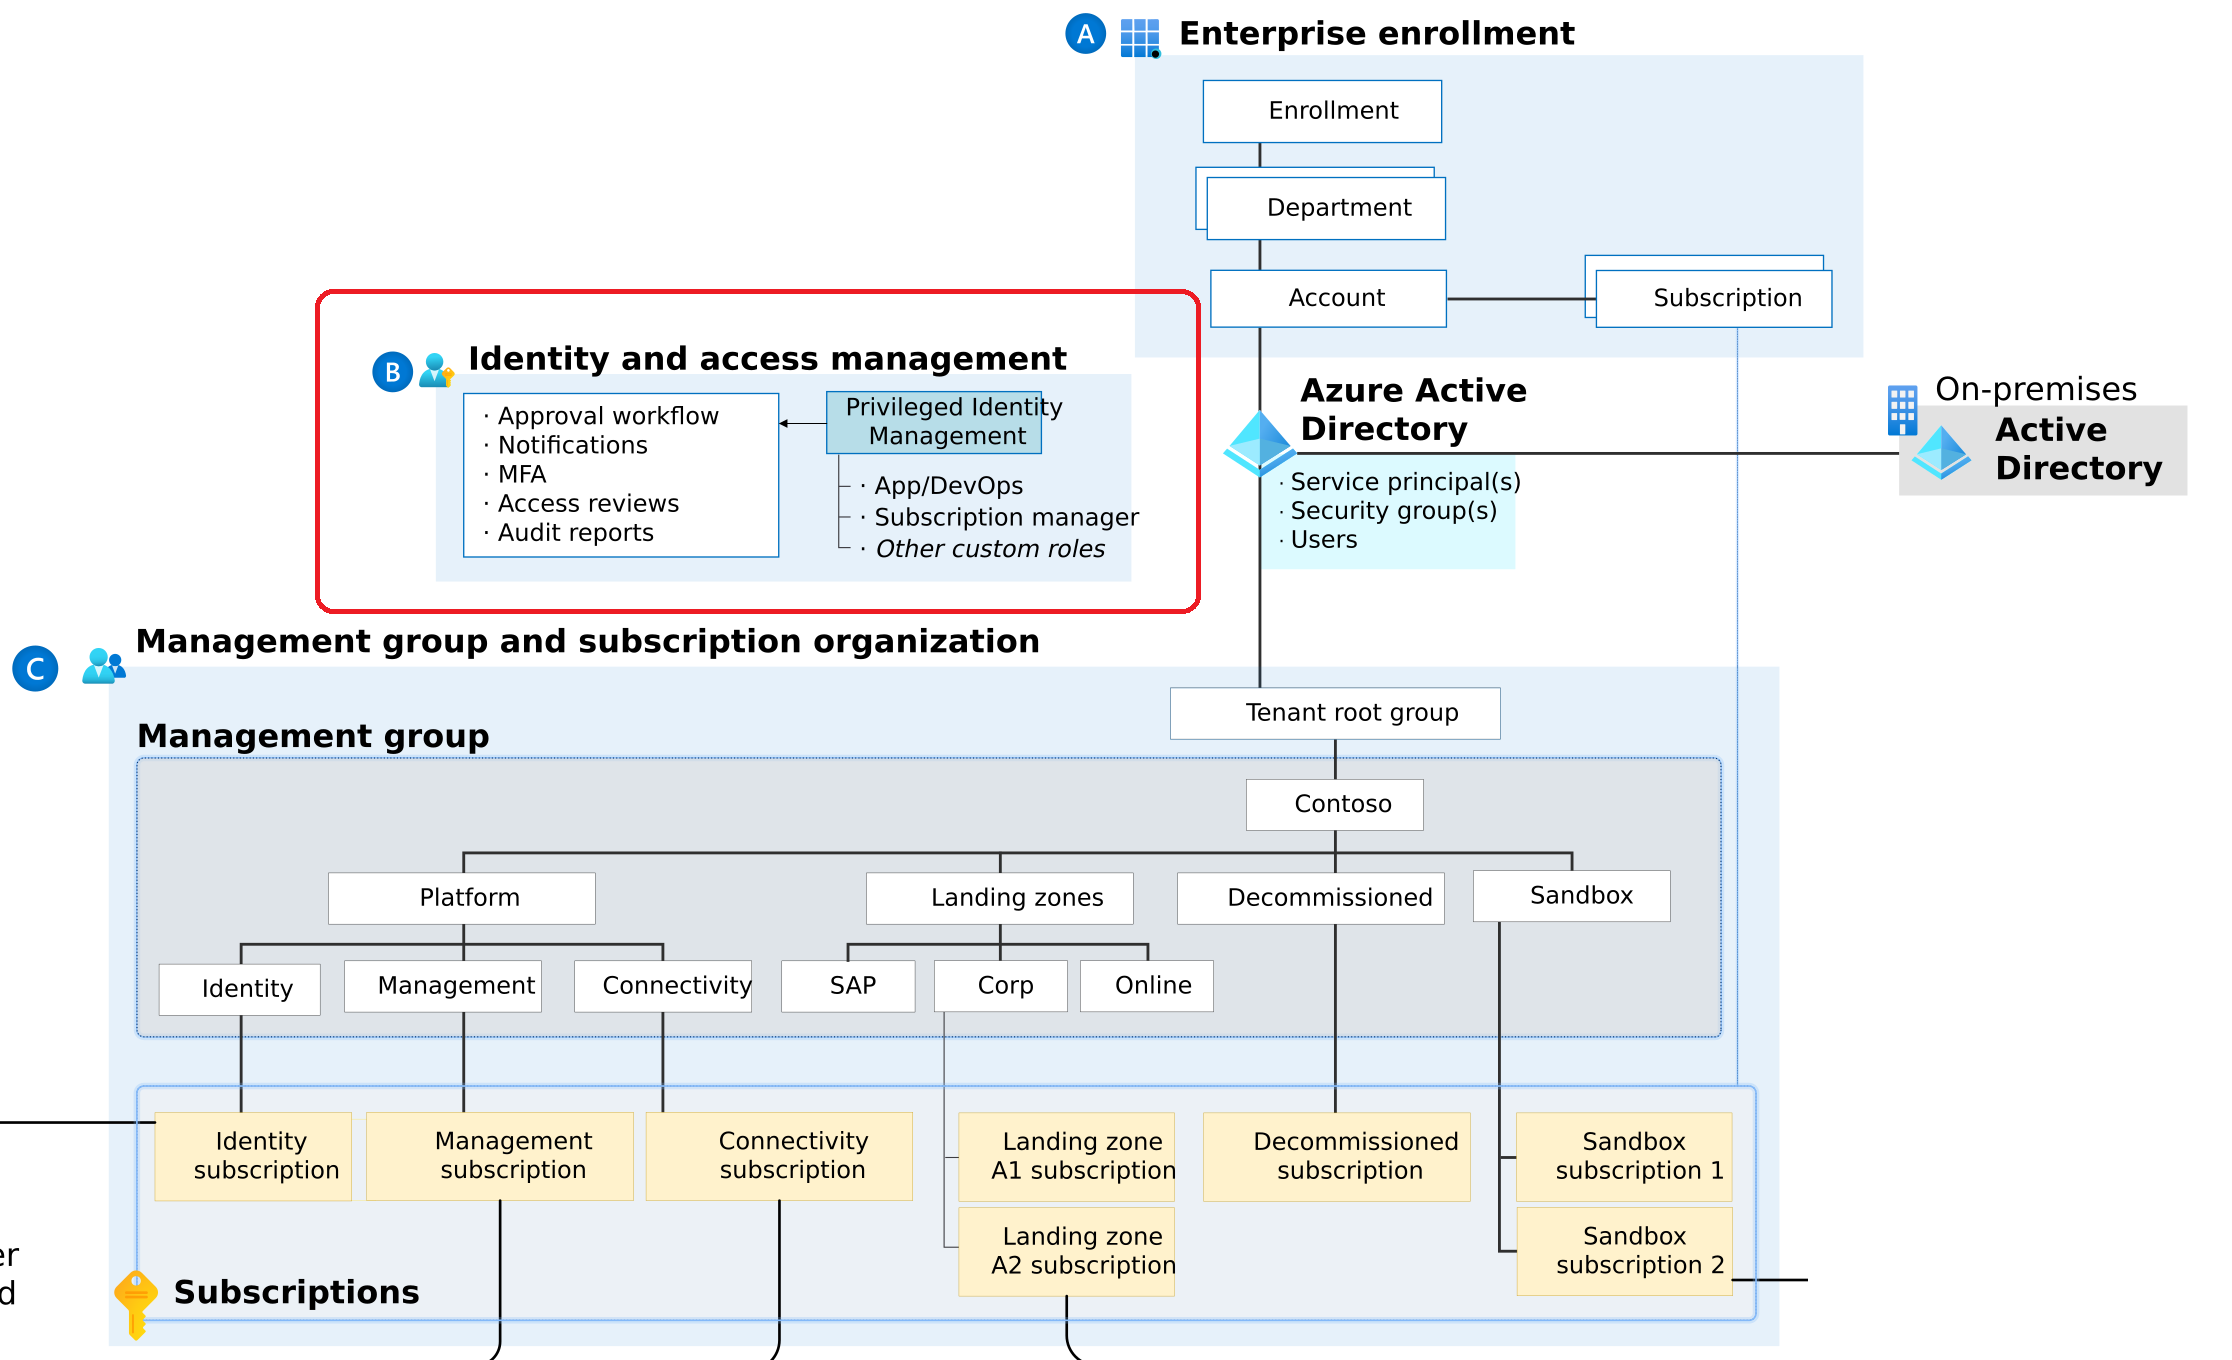 A
Enterprise enrollment
Enrollment
Department
Account
Subscription
B
Identity and access management
· Approval workflow
· Notifications
· MFA
· Access reviews
· Audit reports
Privileged Identity
Management
· App/DevOps
· Subscription manager
· Other custom roles
Azure Active
Directory
· Service principal(s)
· Security group(s)
· Users
On-premises
Active
Directory
C
Management group and subscription organization
Tenant root group
Management group
Contoso
Platform
Landing zones
Decommissioned
Sandbox
Identity
Management
Connectivity
SAP
Corp
Online
Identity
subscription
Management
subscription
Connectivity
subscription
Landing zone
A1 subscription
Decommissioned
subscription
Sandbox
subscription 1
Landing zone
A2 subscription
Sandbox
subscription 2
Subscriptions